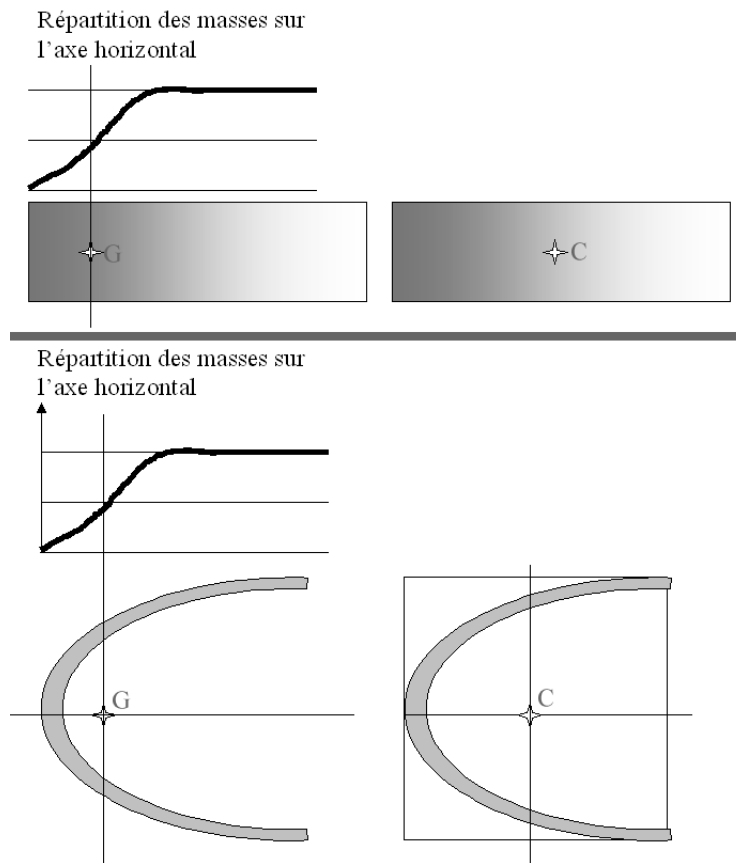 Répartition des masses sur
l’axe horizontal
G
C
Répartition des masses sur
l’axe horizontal
G
C